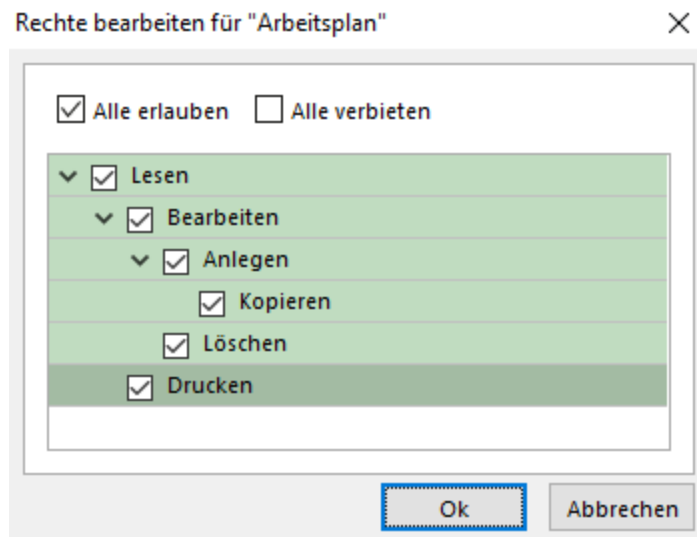 Rechte bearbeiten für "Arbeitsplan"
Alle erlauben Alle verbieten
Lesen
Bearbeiten
Anlegen
Kopieren
Löschen
Drucken
Ok Abbrechen